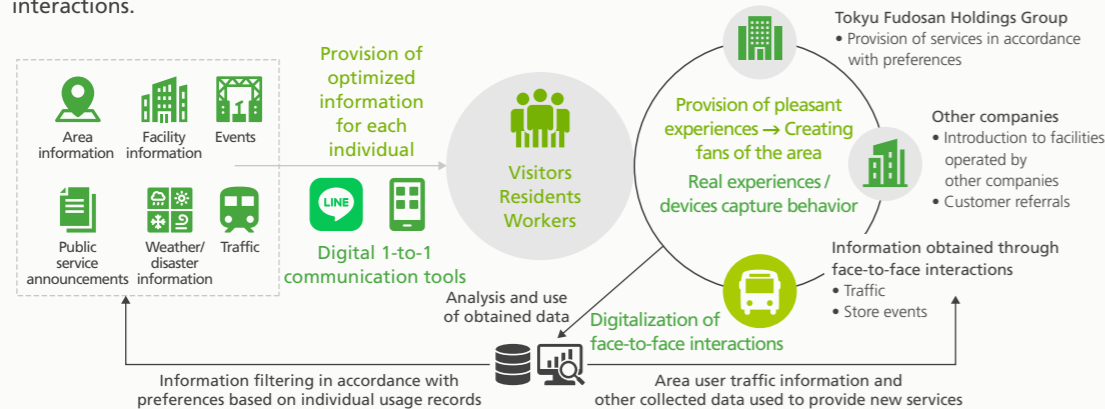 interactions.
Area
information
Facility
information
Events
Public
service
announcements
Weather/
disaster
information
Traffic
Provision of
optimized
information
for each
individual
LINE
Digital 1-to-1
communication tools
Visitors
Residents
Workers
Provision of pleasant
experiences → Creating
fans of the area
Real experiences /
devices capture behavior
Tokyu Fudosan Holdings Group
• Provision of services in accordance
with preferences
Other companies
• Introduction to facilities
operated by
other companies
• Customer referrals
Information obtained through
face-to-face interactions
• Traffic
• Store events
Analysis and use
of obtained data
Digitalization of
face-to-face interactions
Information filtering in accordance with
preferences based on individual usage records
Area user traffic information and
other collected data used to provide new services